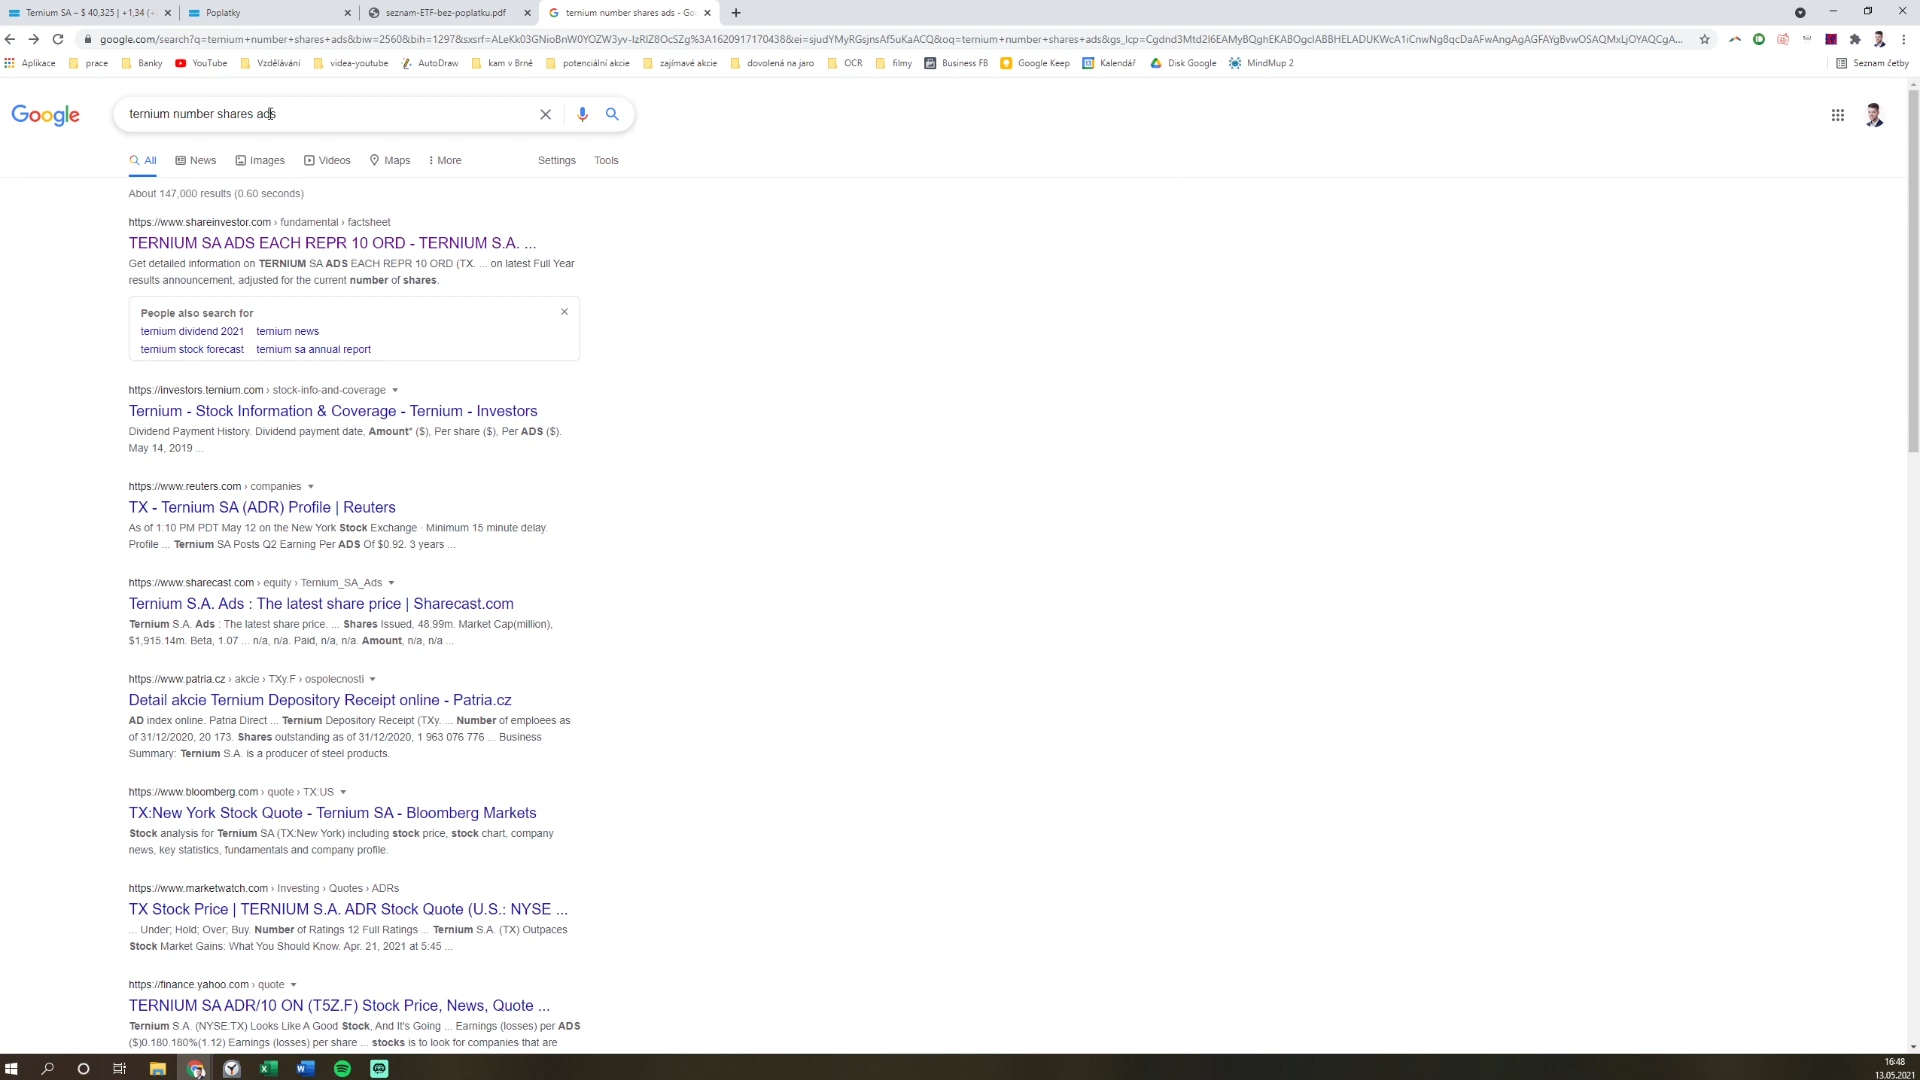 Ternium SA – $ 40,325 | +1,34 (+
Poplatky
seznam-ETF-bez-poplatku.pdf
ternium number shares ads - Go
google.com/search?q=ternium+number+shares+ads&biw=2560&bih=1297&sxsrf=
Aplikace
prace
Banky
YouTube
Vzdělávání
videa-youtube
AutoDraw
kam v Brně
potenciální akcie
zajímavé akcie
dovolená na jaro
OCR
filmy
Business FB
Google Keep
Kalendář
Disk Google
MindMup 2
Seznam četby
Google
ternium number shares ads
All
News
Images
Videos
Maps
More
Settings
Tools
About 147,000 results (0.60 seconds)
https://www.shareinvestor.com › fundamental › factsheet
TERNIUM SA ADS EACH REPR 10 ORD - TERNIUM S.A. ...
Get detailed information on TERNIUM SA ADS EACH REPR 10 ORD (TX. ... on latest Full Year
results announcement, adjusted for the current number of shares.
People also search for
ternium dividend 2021
ternium news
ternium stock forecast
ternium sa annual report
https://investors.ternium.com › stock-info-and-coverage
Ternium - Stock Information & Coverage - Ternium - Investors
Dividend Payment History. Dividend payment date, Amount* ($), Per share ($), Per ADS ($).
May 14, 2019 ...
https://www.reuters.com › companies
TX - Ternium SA (ADR) Profile | Reuters
As of 1:10 PM PDT May 12 on the New York Stock Exchange · Minimum 15 minute delay.
Profile ... Ternium SA Posts Q2 Earning Per ADS Of $0.92. 3 years ...
https://www.sharecast.com › equity › Ternium_SA_Ads
Ternium S.A. Ads : The latest share price | Sharecast.com
Ternium S.A. Ads : The latest share price. ... Shares Issued, 48.99m. Market Cap(million),
$1,915.14m. Beta, 1.07 ... n/a, n/a. Paid, n/a, n/a. Amount, n/a, n/a ...
https://www.patria.cz › akcie › TXy.F › ospolecnosti
Detail akcie Ternium Depository Receipt online - Patria.cz
AD index online. Patria Direct ... Ternium Depository Receipt (TXy. ... Number of emploees as
of 31/12/2020, 20 173. Shares outstanding as of 31/12/2020, 1 963 076 776 ... Business
Summary: Ternium S.A. is a producer of steel products.
https://www.bloomberg.com › quote › TX:US
TX:New York Stock Quote - Ternium SA - Bloomberg Markets
Stock analysis for Ternium SA (TX:New York) including stock price, stock chart, company
news, key statistics, fundamentals and company profile.
https://www.marketwatch.com › Investing › Quotes › ADRs
TX Stock Price | TERNIUM S.A. ADR Stock Quote (U.S.: NYSE ...
... Under; Hold; Over; Buy. Number of Ratings 12 Full Ratings ... Ternium S.A. (TX) Outpaces
Stock Market Gains: What You Should Know. Apr. 21, 2021 at 5:45 ...
https://finance.yahoo.com › quote
TERNIUM SA ADR/10 ON (T5Z.F) Stock Price, News, Quote ...
Ternium S.A. (NYSE:TX) Looks Like A Good Stock, And It's Going ... Earnings (losses) per ADS
($)0.180.180%(1.12) Earnings (losses) per share ... stocks is to look for companies that are
16:48
13.05.2021